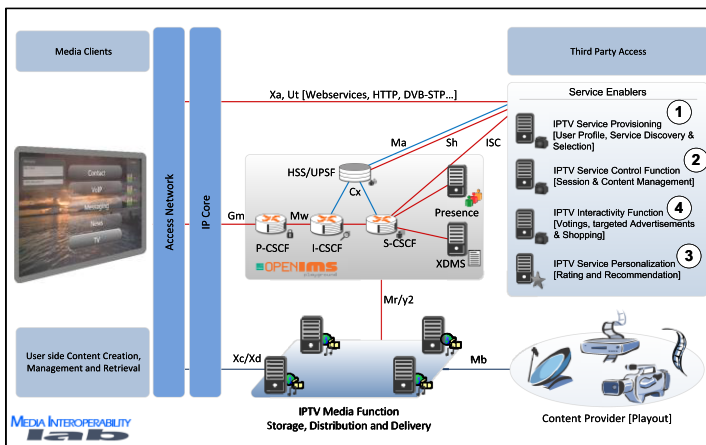 Media Clients
Third Party Access
Service Enablers
Xa, Ut [Webservices, HTTP, DVB-STP...]
1
IPTV Service Provisioning
[User Profile, Service Discovery &
Selection]
Ma
Sh
ISC
2
IPTV Service Control Function
[Session & Content Management]
HSS/UPSF
Cx
Contact
VoIP
Messaging
News
TV
Access Network
IP Core
Presence
4
IPTV Interactivity Function
[Votings, targeted Advertisements
& Shopping]
Gm
Mw
P-CSCF
I-CSCF
S-CSCF
XDMS
OPENIMS
3
IPTV Service Personalization
[Rating and Recommendation]
Mr/y2
User side Content Creation,
Management and Retrieval
Xc/Xd
Mb
IPTV Media Function
Storage, Distribution and Delivery
Content Provider [Playout]
MEDIA INTEROPERABILITY
lab